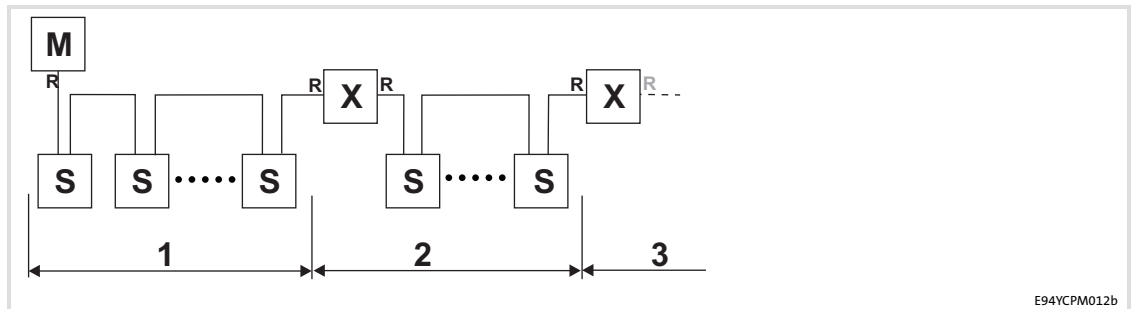 M
R
R X R
R X R
S S S S S
1 2 3
E94YCPM012b